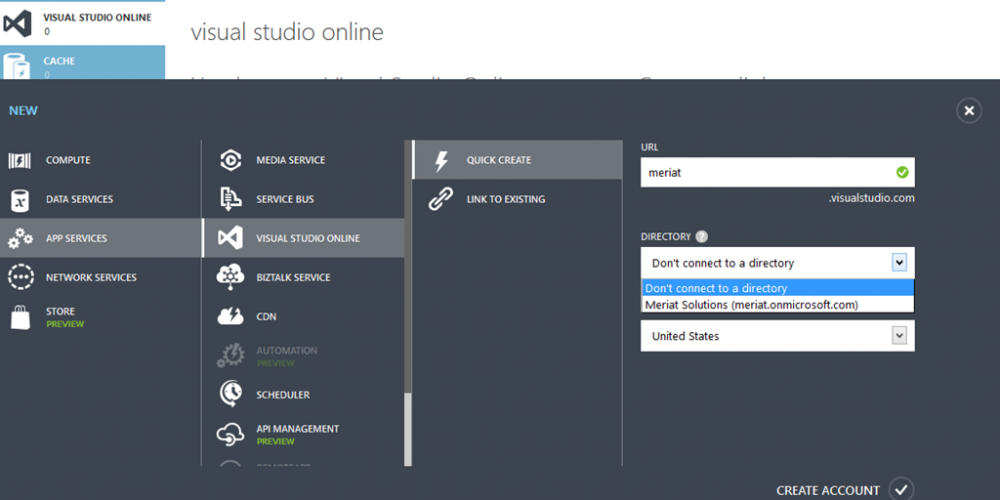 VISUAL STUDIO ONLINE
0
CACHE
0
visual studio online
NEW
COMPUTE
DATA SERVICES
APP SERVICES
NETWORK SERVICES
STORE
PREVIEW
MEDIA SERVICE
SERVICE BUS
VISUAL STUDIO ONLINE
BIZTALK SERVICE
CDN
AUTOMATION
PREVIEW
SCHEDULER
API MANAGEMENT
PREVIEW
QUICK CREATE
LINK TO EXISTING
URL
meriat
.visualstudio.com
DIRECTORY ?
Don't connect to a directory
Don't connect to a directory
Meriat Solutions (meriat.onmicrosoft.com)
United States
CREATE ACCOUNT